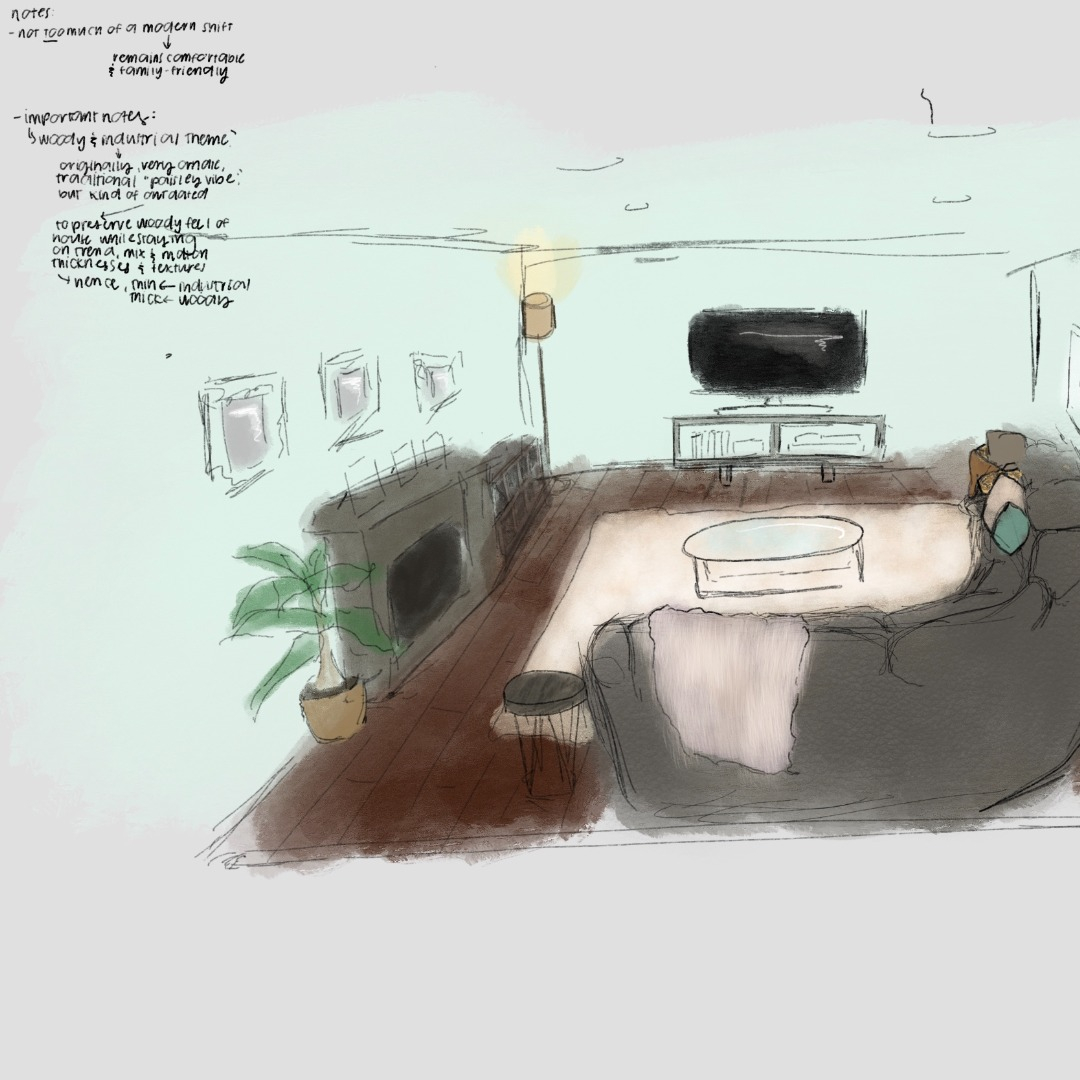 notes:
- not too much of a modern shift
remains comfortable
& family-friendly
- important notes:
↳ woody & industrial theme
originally, very ornate,
traditional "paisley vibe"
but kind of outdated
to preserve woody feel of
house while staying
on trend, mix & match
thicknesses & textures
↳ hence, thin ← industrial
thick ← woody